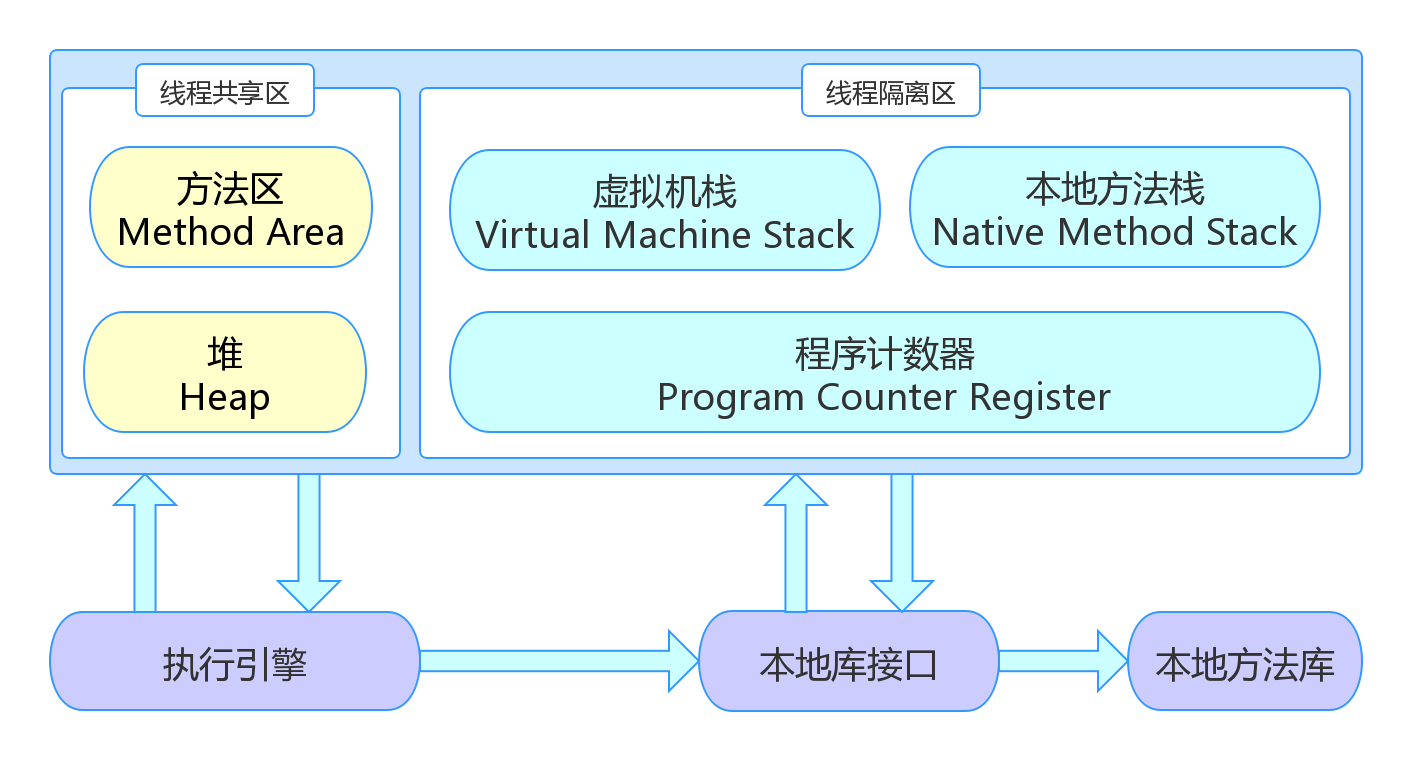 线程共享区
方法区
Method Area
堆
Heap
线程隔离区
虚拟机栈
Virtual Machine Stack
本地方法栈
Native Method Stack
程序计数器
Program Counter Register
执行引擎
本地库接口
本地方法库